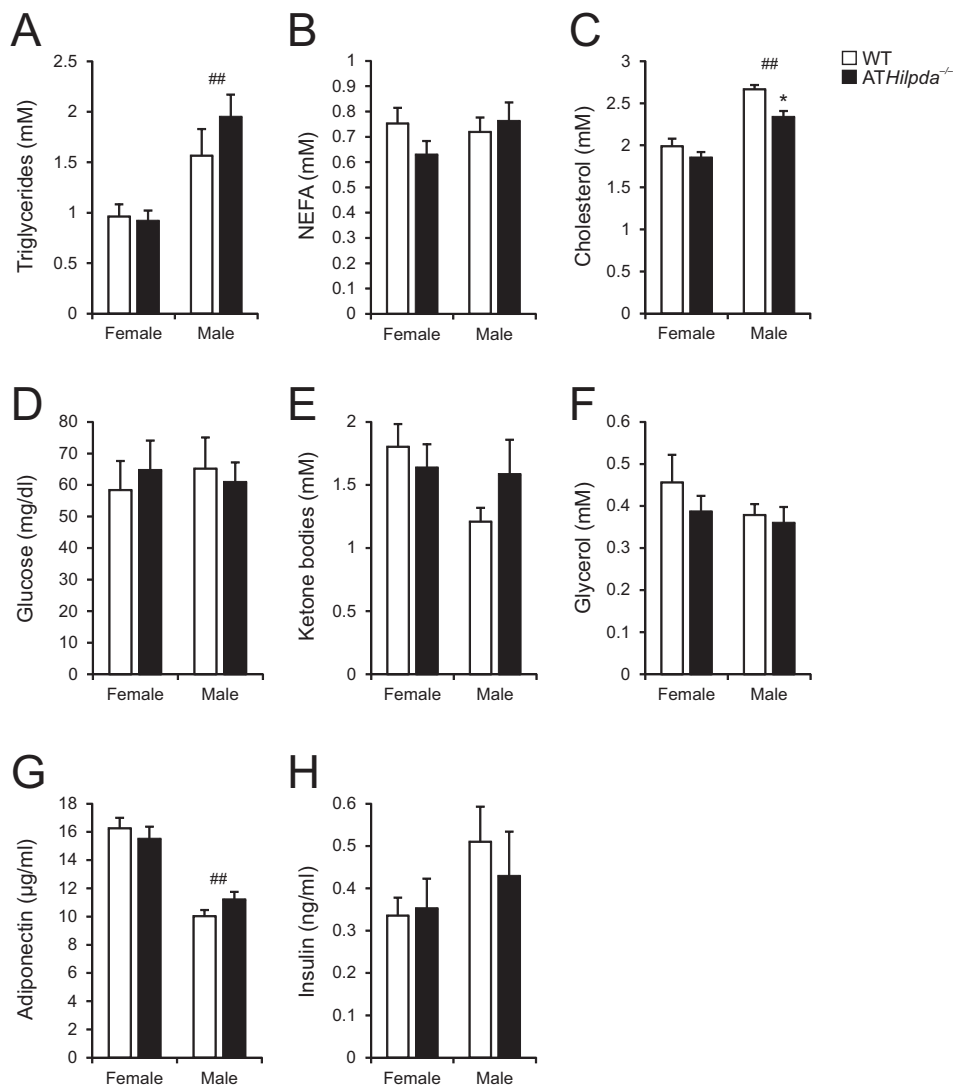 A
Triglycerides (mM)
2.5
2
1.5
1
0.5
0
##
Female
Male
B
NEFA (mM)
1
0.9
0.8
0.7
0.6
0.5
0.4
0.3
0.2
0.1
0
Female
Male
C
Cholesterol (mM)
3
2.5
2
1.5
1
0.5
0
##
*
Female
Male
WT
ATHilpda−/−
D
Glucose (mg/dl)
80
70
60
50
40
30
20
10
0
Female
Male
E
Ketone bodies (mM)
2
1.5
1
0.5
0
Female
Male
F
Glycerol (mM)
0.6
0.5
0.4
0.3
0.2
0.1
0
Female
Male
G
Adiponectin (µg/ml)
18
16
14
12
10
8
6
4
2
0
##
Female
Male
H
Insulin (ng/ml)
0.6
0.5
0.4
0.3
0.2
0.1
0
Female
Male